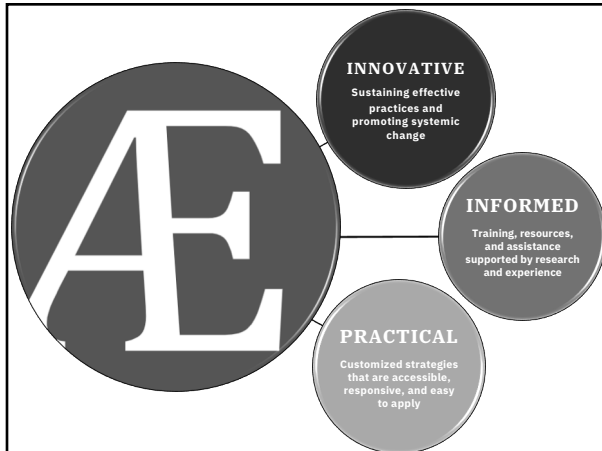 Æ
INNOVATIVE
Sustaining effective
practices and
promoting systemic
change
INFORMED
Training, resources,
and assistance
supported by research
and experience
PRACTICAL
Customized strategies
that are accessible,
responsive, and easy
to apply